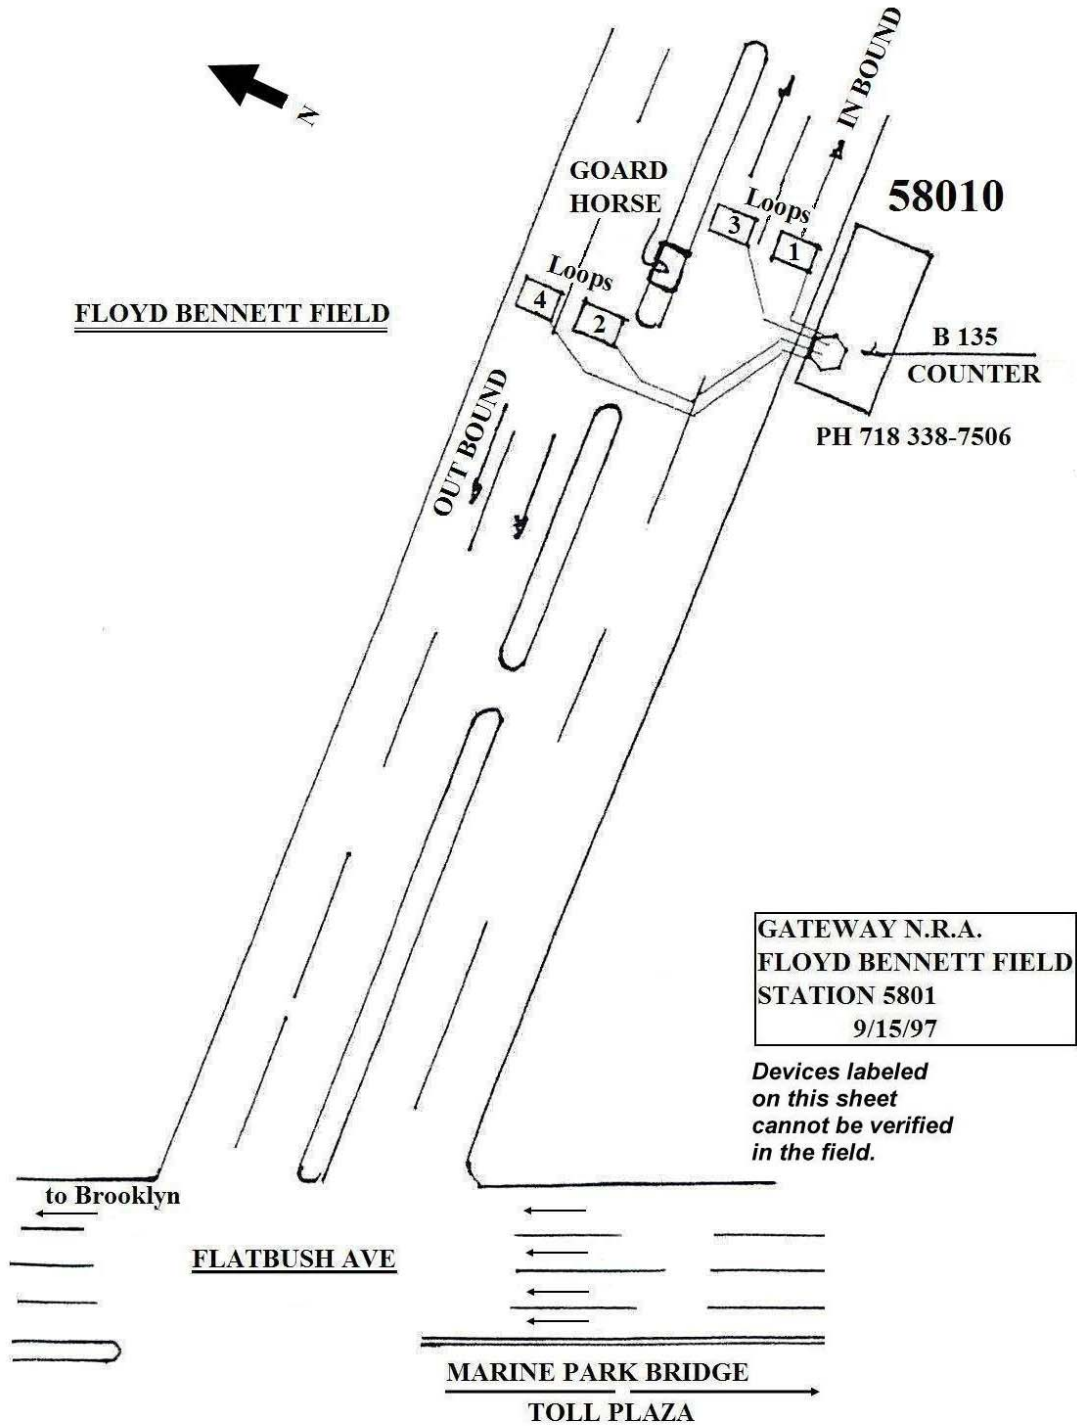 N
IN BOUND
GOARD
HORSE
Loops
3
1
58010
Loops
4
2
FLOYD BENNETT FIELD
B 135
COUNTER
PH 718 338-7506
OUT BOUND
GATEWAY N.R.A.
FLOYD BENNETT FIELD
STATION 5801
9/15/97
Devices labeled
on this sheet
cannot be verified
in the field.
to Brooklyn
FLATBUSH AVE
MARINE PARK BRIDGE
TOLL PLAZA